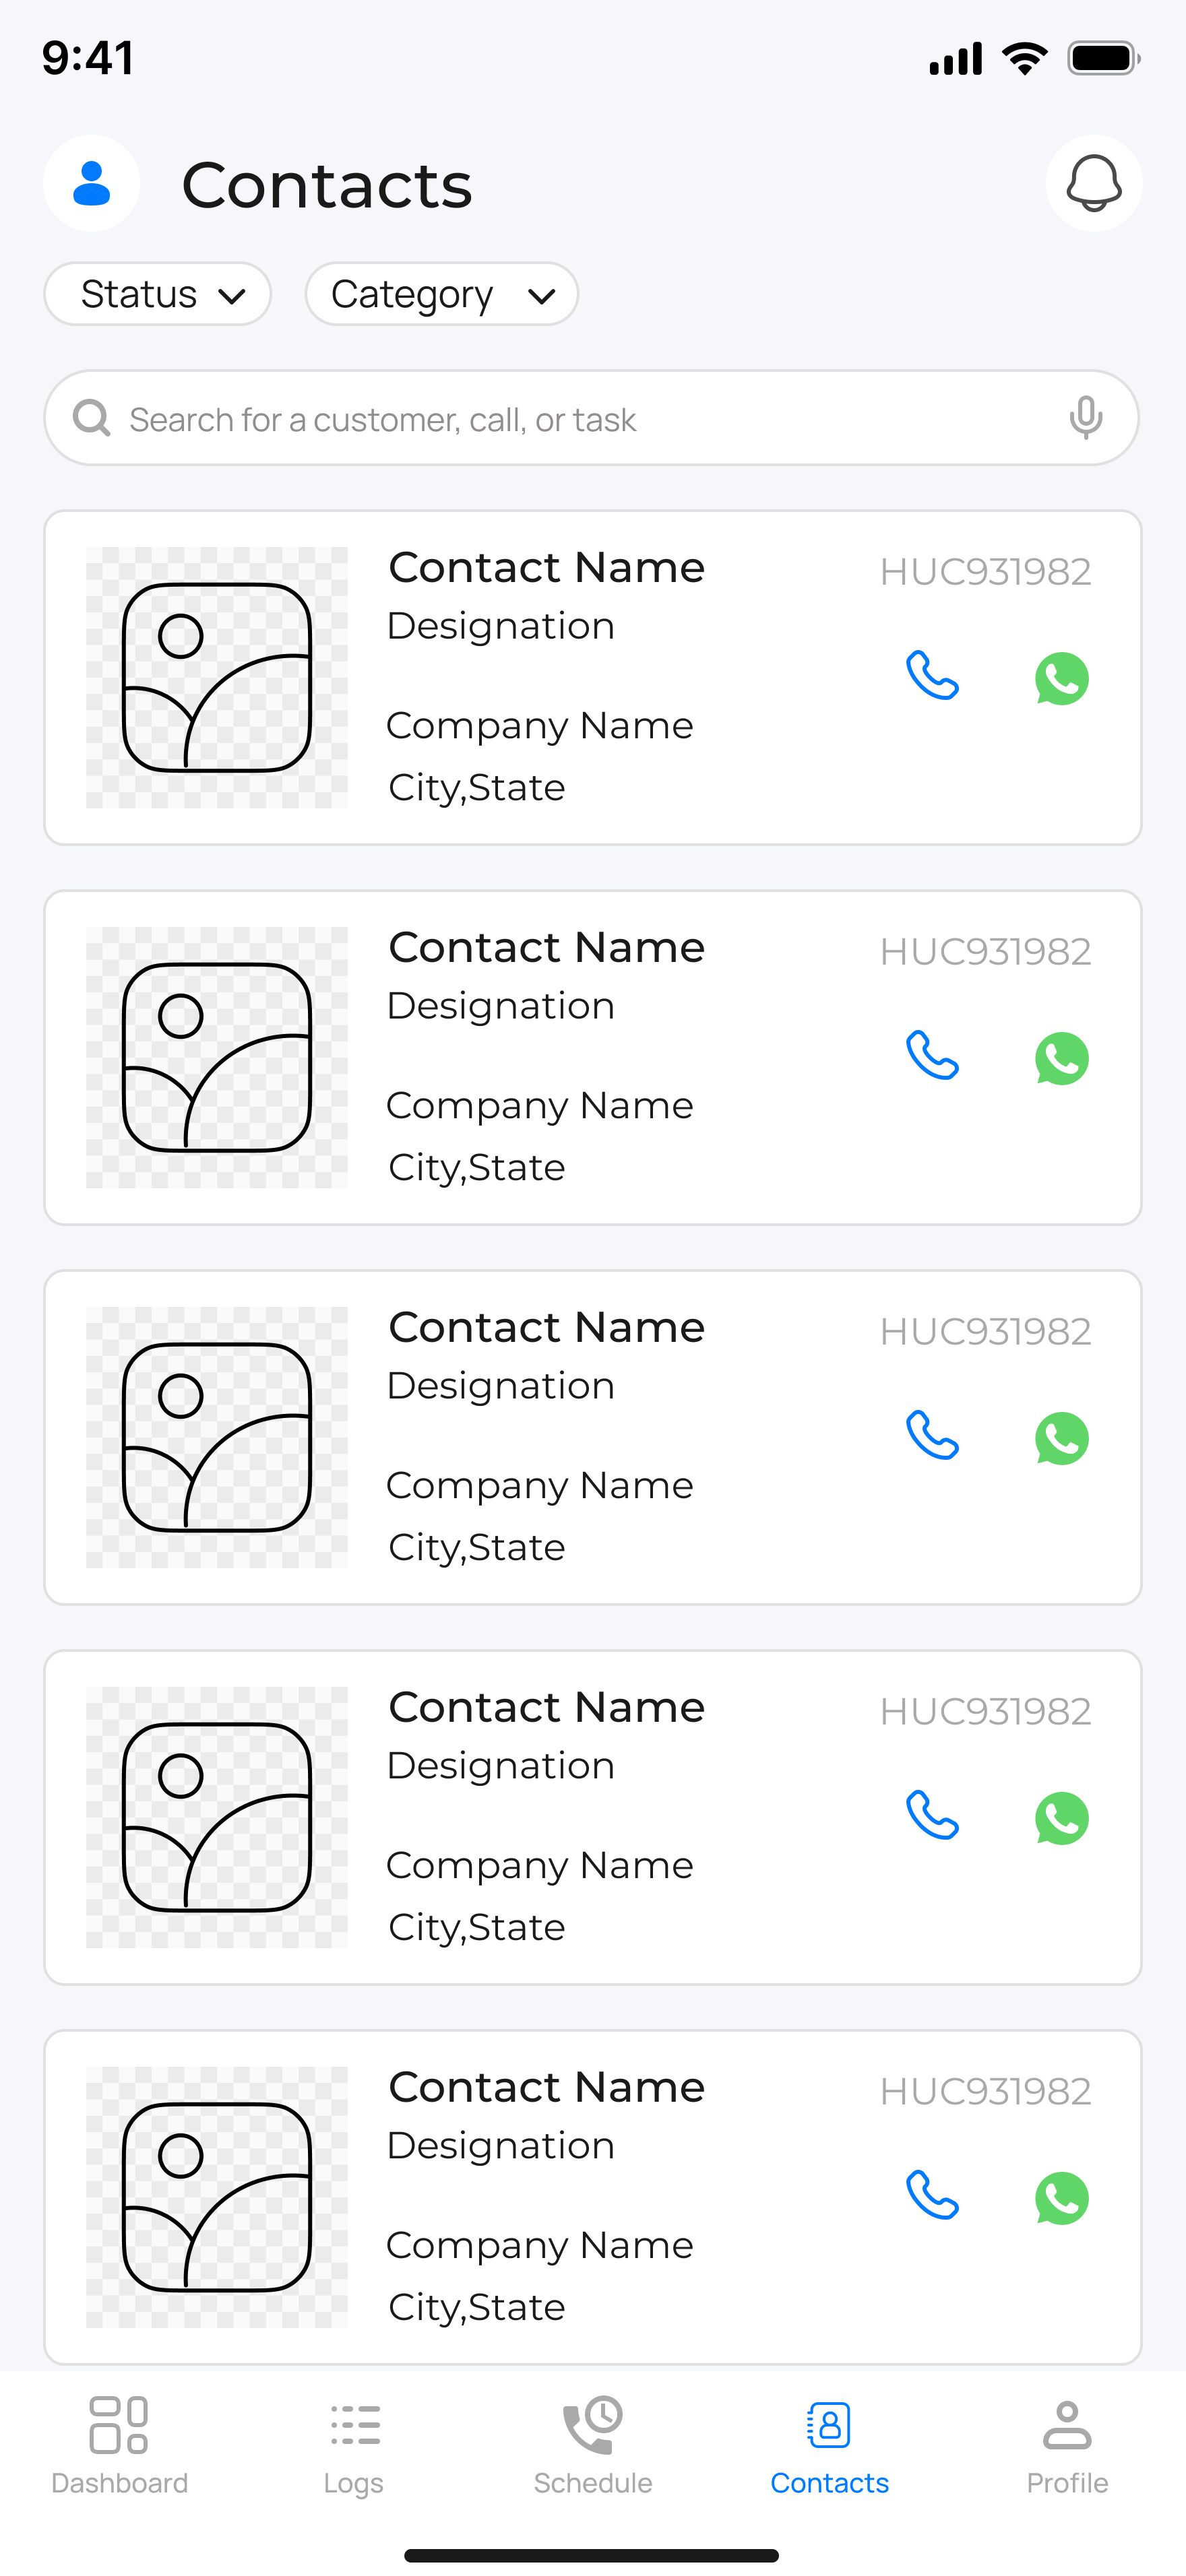 9:41
Contacts
Status
Category
Search for a customer, call, or task
Contact Name
HUC931982
Designation
Company Name
City,State
Contact Name
HUC931982
Designation
Company Name
City,State
Contact Name
HUC931982
Designation
Company Name
City,State
Contact Name
HUC931982
Designation
Company Name
City,State
Contact Name
HUC931982
Designation
Company Name
City,State
Dashboard
Logs
Schedule
Contacts
Profile